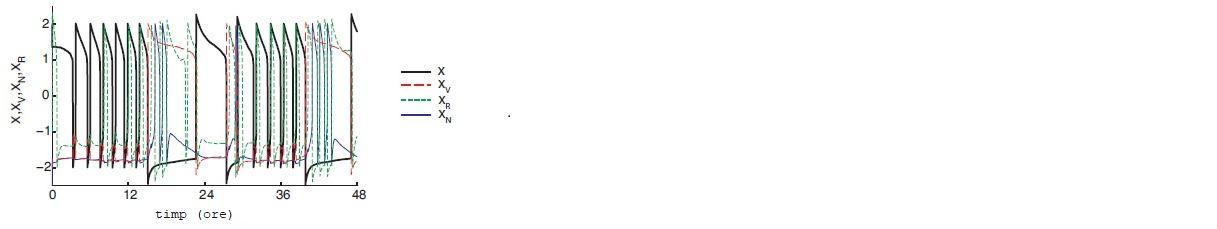 X,X_V,X_N,X_R
2
1
0
−1
−2
0 12 24 36 48
timp (ore)
X
X_V
X_R
X_N